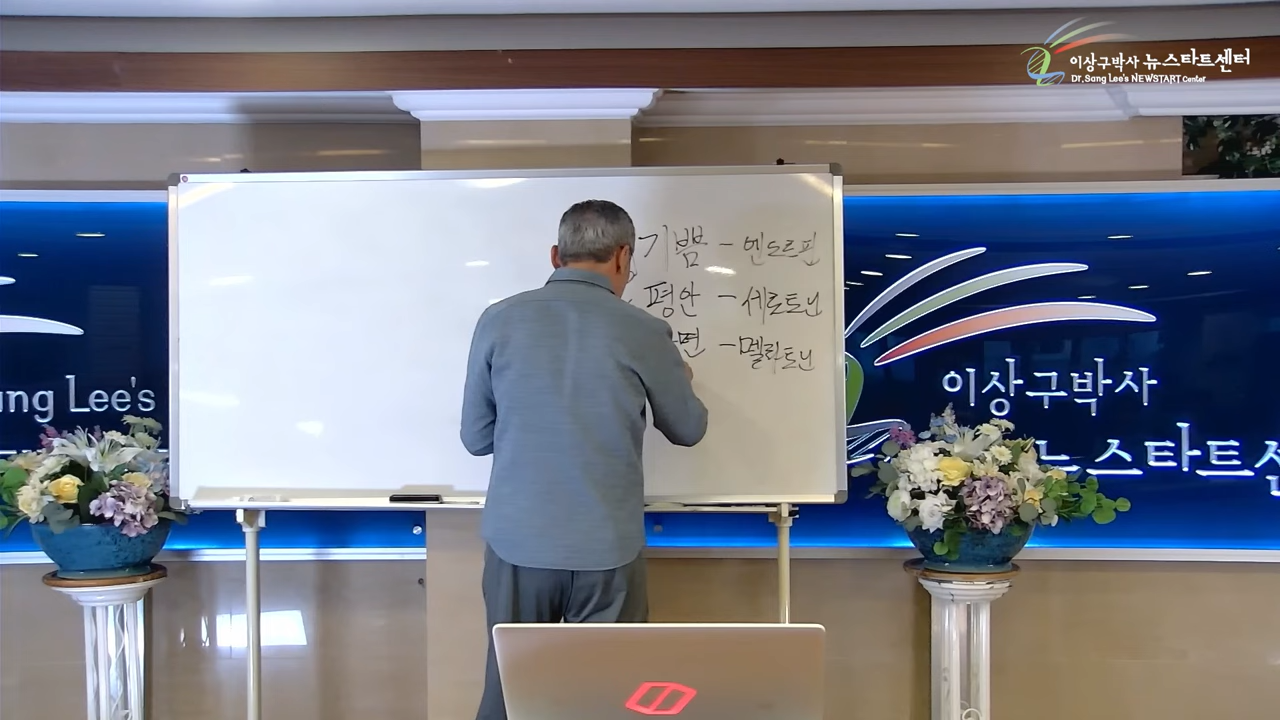 이상구박사 뉴스타트센터
Dr. Sang Lee's NEWSTART Center
기쁨 - 엔도르핀
평안 - 세로토닌
면 - 멜라토닌
ang Lee's
이상구박사
뉴스타트센